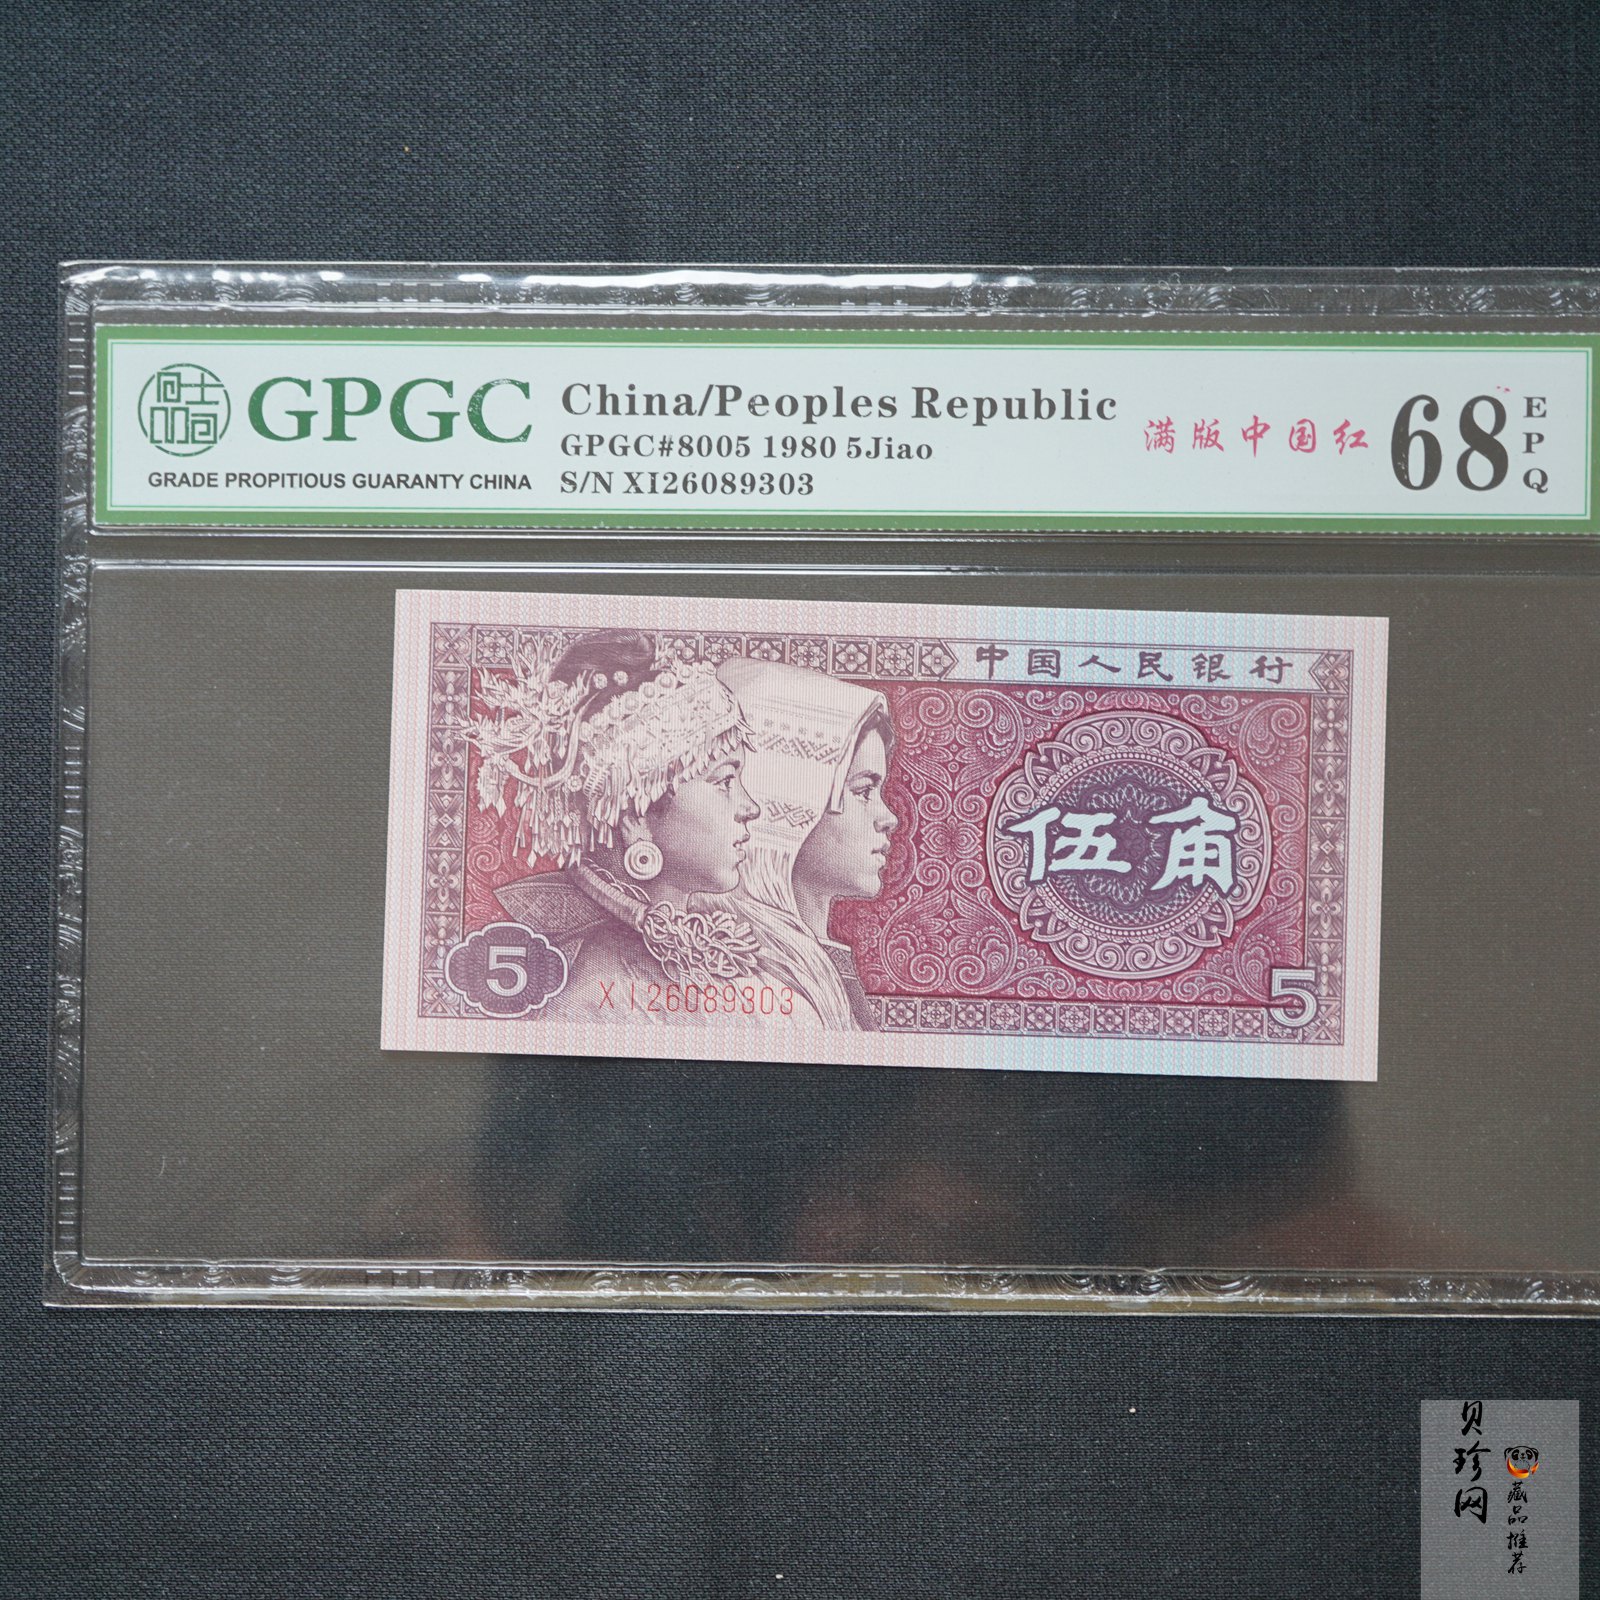 GPGC
GRADE PROPITIOUS GUARANTY CHINA
China/Peoples Republic
GPGC#8005 1980 5Jiao
S/N XI26089303
满版中国红
68
EPQ
中国人民银行
伍角
5
XI26089303
5
贝珍网
藏品推荐